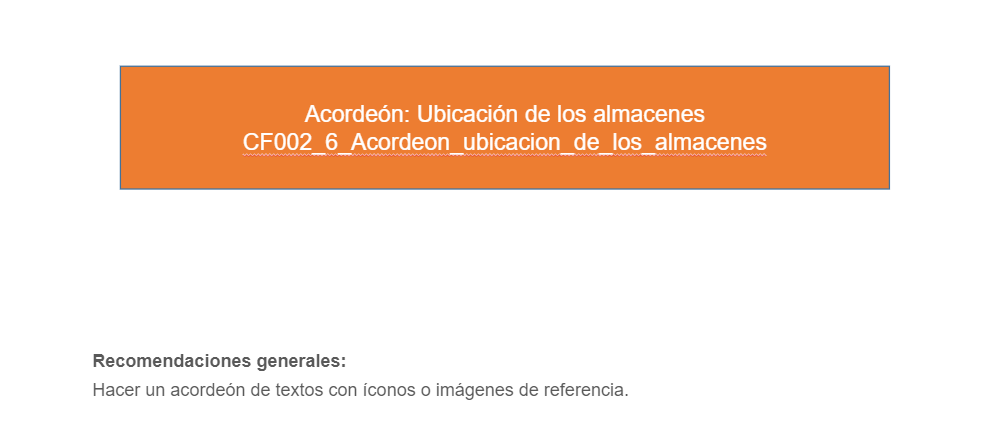 Acordeón: Ubicación de los almacenes
CF002_6_Acordeon_ubicacion_de_los_almacenes
Recomendaciones generales:
Hacer un acordeón de textos con íconos o imágenes de referencia.